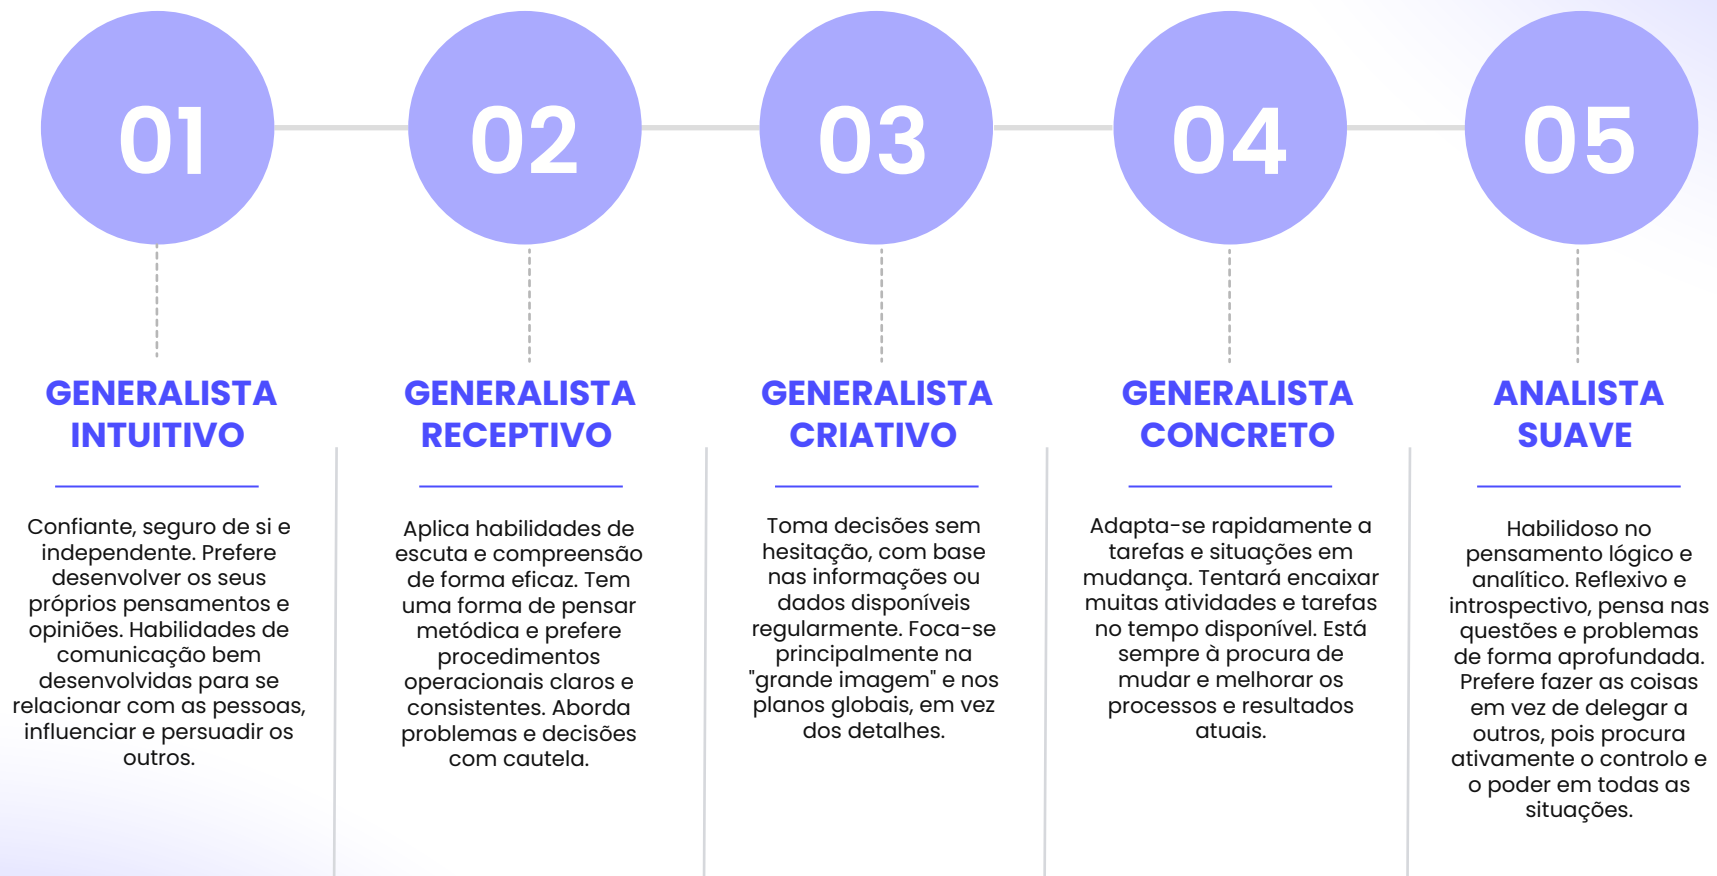 01
02
03
04
05
GENERALISTA
INTUITIVO
Confiante, seguro de si e
independente. Prefere
desenvolver os seus
próprios pensamentos e
opiniões. Habilidades de
comunicação bem
desenvolvidas para se
relacionar com as pessoas,
influenciar e persuadir os
outros.
GENERALISTA
RECEPTIVO
Aplica habilidades de
escuta e compreensão
de forma eficaz. Tem
uma forma de pensar
metódica e prefere
procedimentos
operacionais claros e
consistentes. Aborda
problemas e decisões
com cautela.
GENERALISTA
CRIATIVO
Toma decisões sem
hesitação, com base
nas informações ou
dados disponíveis
regularmente. Foca-se
principalmente na
"grande imagem" e nos
planos globais, em vez
dos detalhes.
GENERALISTA
CONCRETO
Adapta-se rapidamente a
tarefas e situações em
mudança. Tentará encaixar
muitas atividades e tarefas
no tempo disponível. Está
sempre à procura de
mudar e melhorar os
processos e resultados
atuais.
ANALISTA
SUAVE
Habilidoso no
pensamento lógico e
analítico. Reflexivo e
introspectivo, pensa nas
questões e problemas
de forma aprofundada.
Prefere fazer as coisas
em vez de delegar a
outros, pois procura
ativamente o controlo e
o poder em todas as
situações.